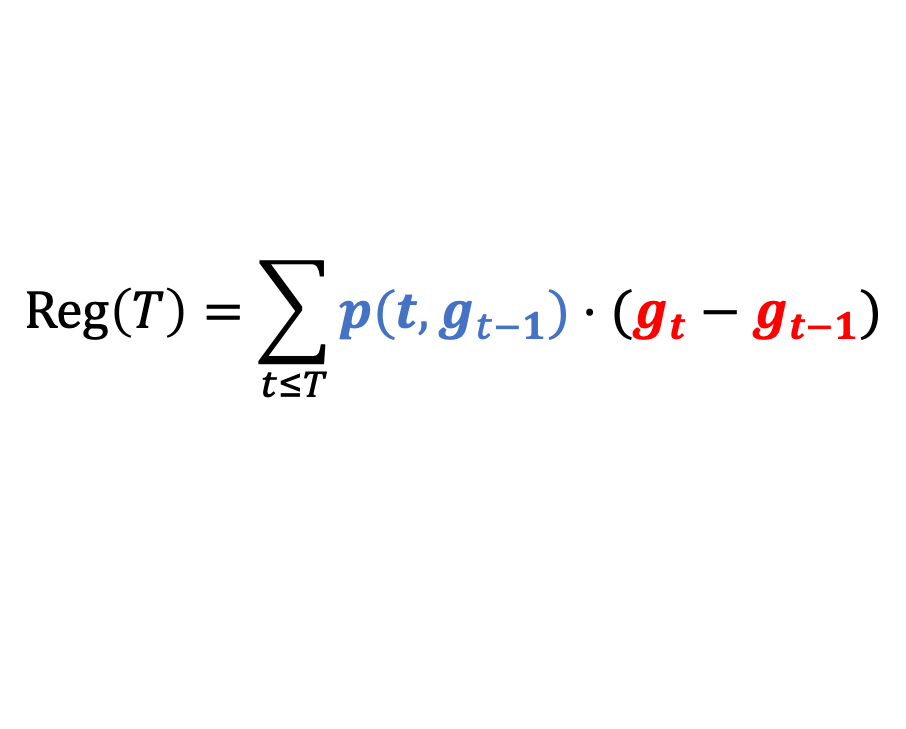 Reg(T) = ∑ p(t, g_{t−1}) · (g_t − g_{t−1})
t≤T